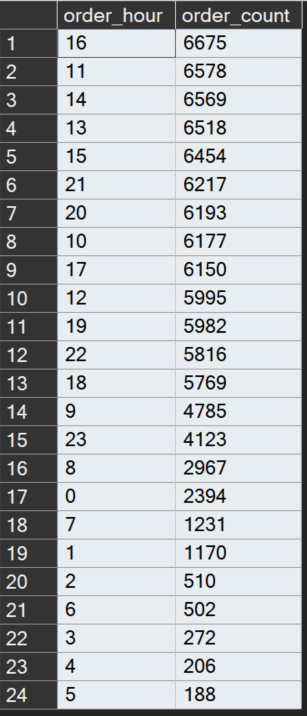 order_hour order_count
1 16 6675
2 11 6578
3 14 6569
4 13 6518
5 15 6454
6 21 6217
7 20 6193
8 10 6177
9 17 6150
10 12 5995
11 19 5982
12 22 5816
13 18 5769
14 9 4785
15 23 4123
16 8 2967
17 0 2394
18 7 1231
19 1 1170
20 2 510
21 6 502
22 3 272
23 4 206
24 5 188